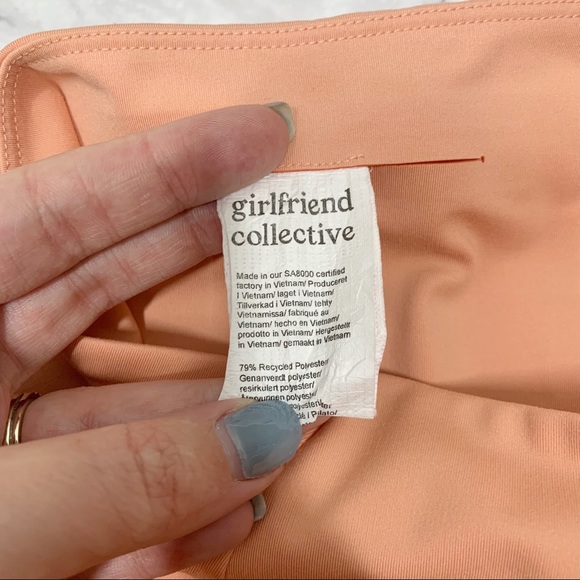 girlfriend
collective
Made in our SA8000 certified
factory in Vietnam/ Produceret
i Vietnam/ laget i Vietnam/
Tillverkad i Vietnam/ tehty
Vietnamissa/ fabriqué au
Vietnam/ hecho en Vietnam/
prodotto in Vietnam/ Hergestellt
in Vietnam/ gemaakt in Vietnam
79% Recycled Polyester/
Genanvendt polyester/
resirkulert polyester/
Återvunnen polyester/